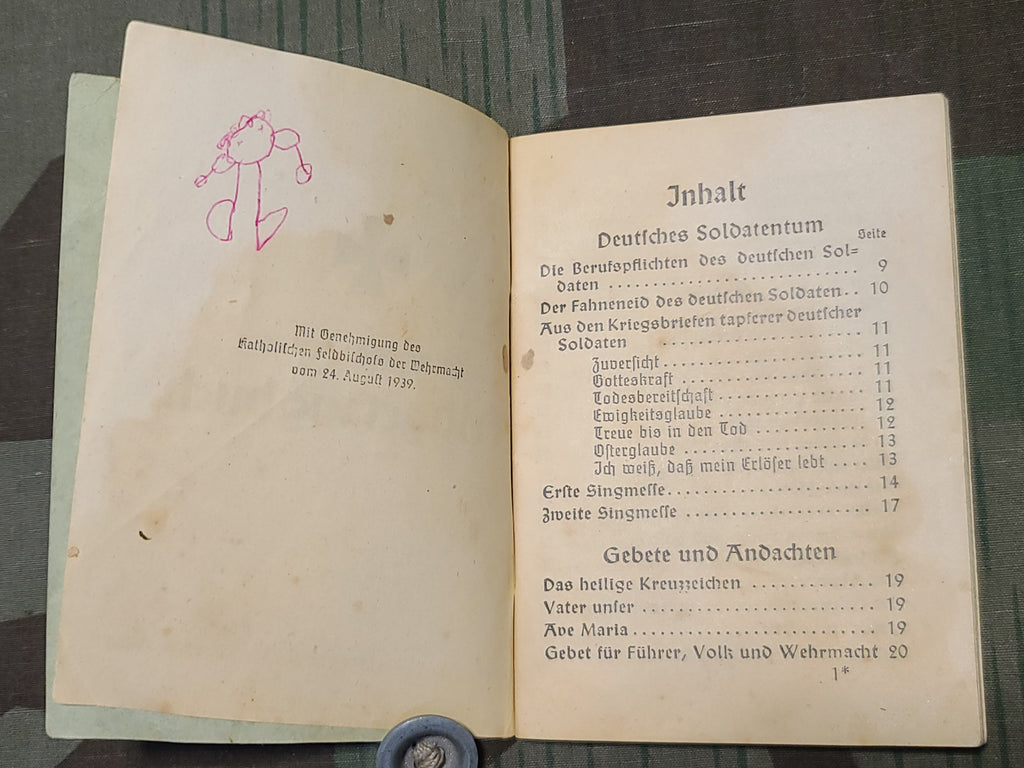 Mit Genehmigung des
Katholischen Feldbischofs der Wehrmacht
vom 24. August 1939.
Inhalt
Deutsches Soldatentum
Seite
Die Berufspflichten des deutschen Sol=
daten ........................ 9
Der Fahneneid des deutschen Soldaten.. 10
Aus den Kriegsbriefen tapferer deutscher
Soldaten .................... 11
Zuversicht .................... 11
Gotteskraft .................... 11
Todesbereitschaft ................ 11
Ewigkeitsglaube ................ 12
Treue bis in den Tod ............ 12
Osterglaube .................... 13
Ich weiß, daß mein Erlöser lebt .... 13
Erste Singmesse........................ 14
Zweite Singmesse ...................... 17
Gebete und Andachten
Das heilige Kreuzzeichen ............ 19
Vater unser ........................ 19
Ave Maria ........................ 19
Gebet für Führer, Volk und Wehrmacht 20
1*